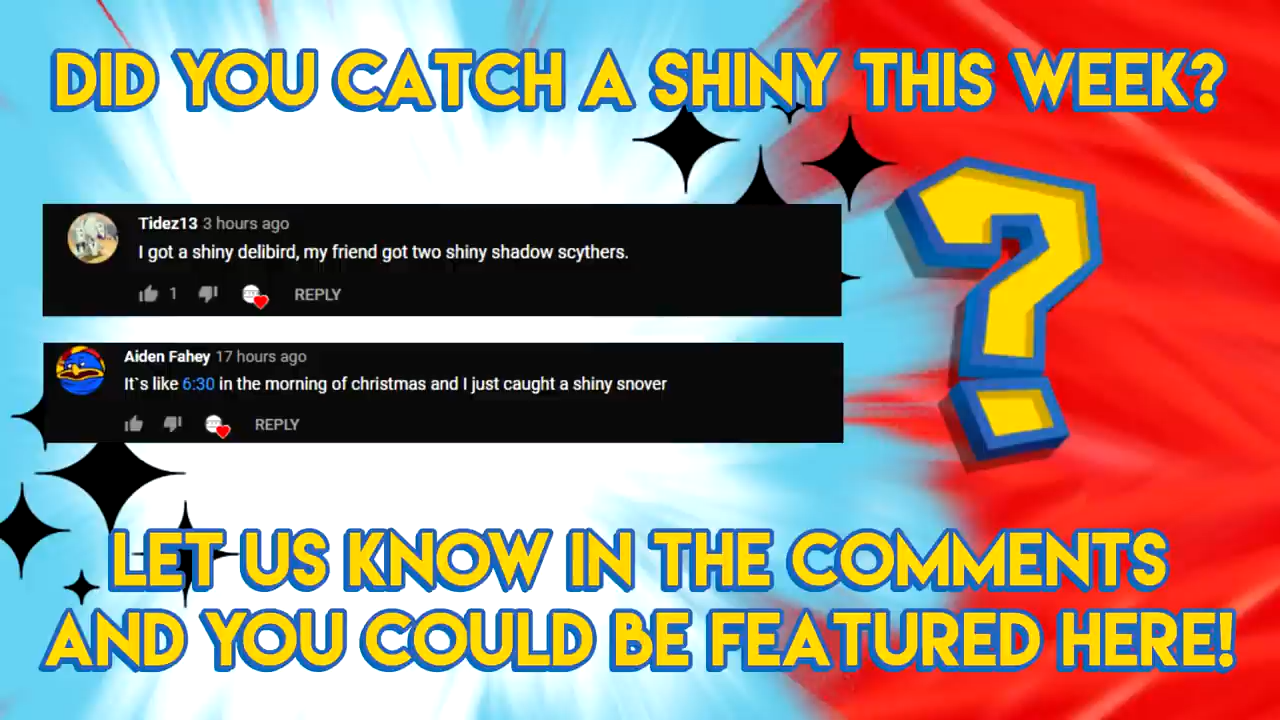 DID YOU CATCH A SHINY THIS WEEK?
Tidez13 3 hours ago
I got a shiny delibird, my friend got two shiny shadow scythers.
1 REPLY
Aiden Fahey 17 hours ago
It`s like 6:30 in the morning of christmas and I just caught a shiny snover
REPLY
?
LET US KNOW IN THE COMMENTS
AND YOU COULD BE FEATURED HERE!